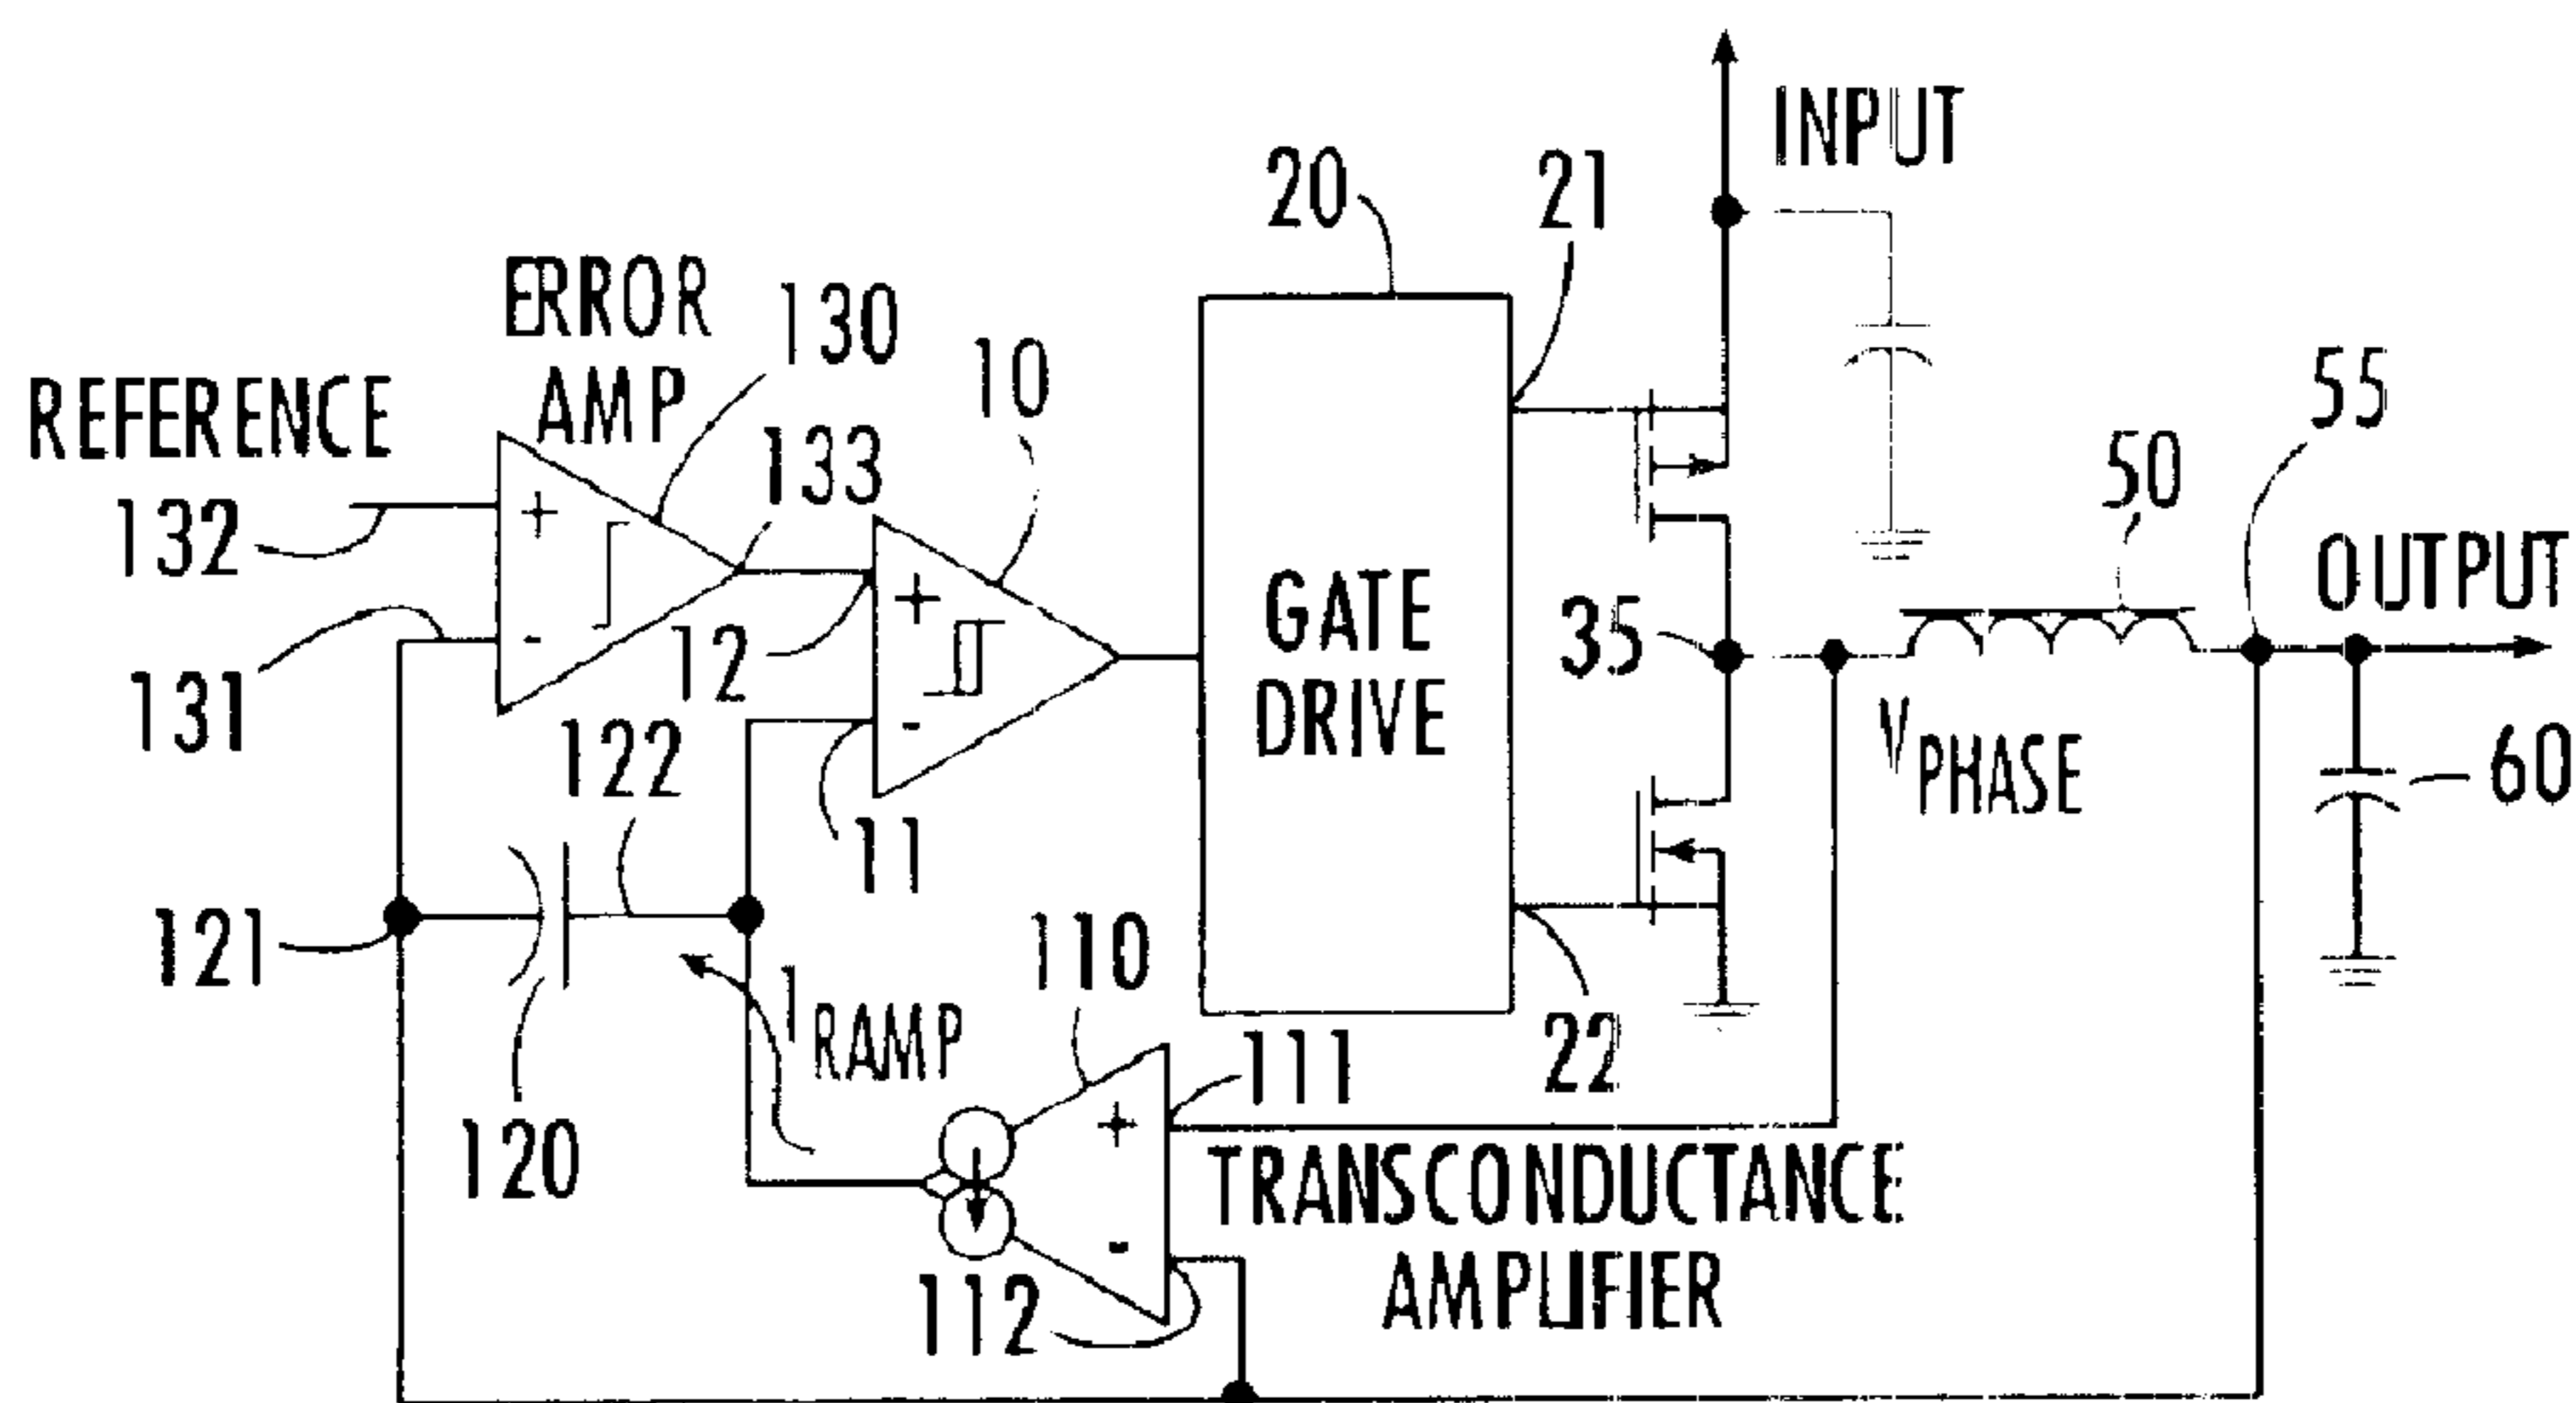 INPUT
20
21
ERROR
AMP
130
10
REFERENCE
133
55
50
132
+
+
GATE
DRIVE
OUTPUT
35
12
131
-
-
122
VPHASE
60
11
121
110
IRAMP
22
111
+
120
TRANSCONDUCTANCE
AMPLIFIER
-
112